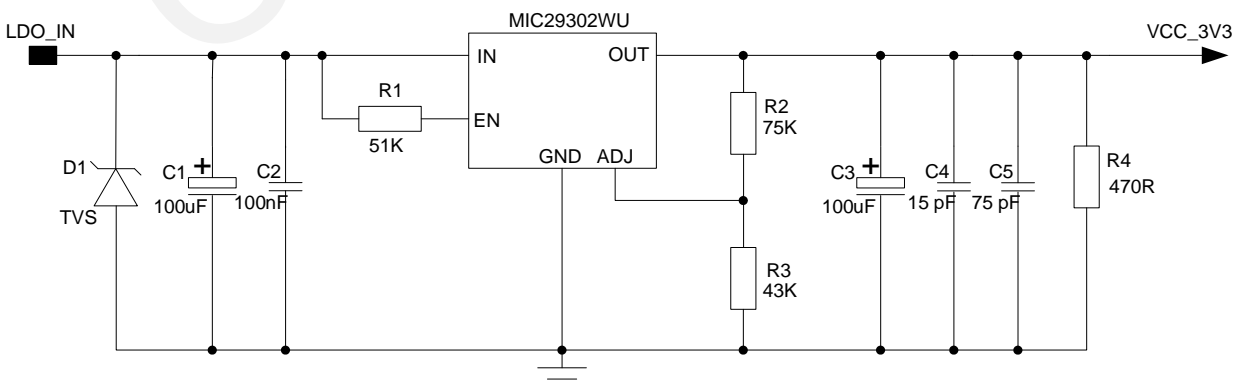 MIC29302WU
LDO_IN
VCC_3V3
IN
OUT
R1
51K
EN
R2
75K
GND
ADJ
D1
TVS
C1
+
100uF
C2
100nF
C3
+
100uF
C4
15 pF
C5
75 pF
R4
470R
R3
43K